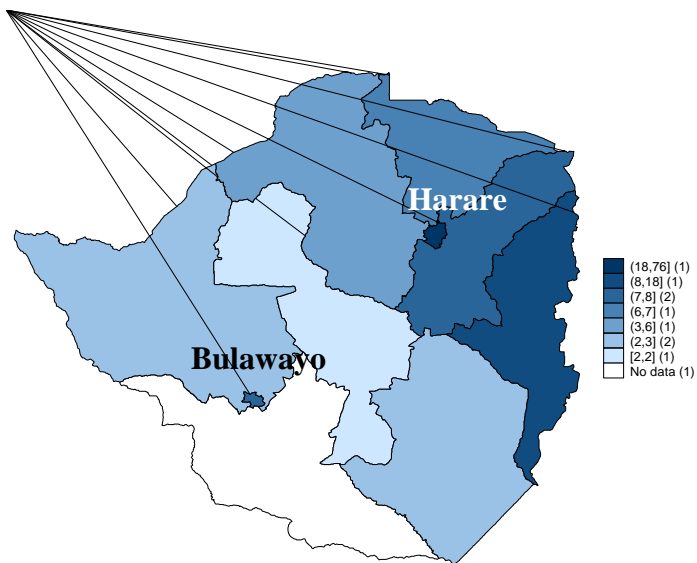 Harare
Bulawayo
(18,76] (1)
(8,18] (1)
(7,8] (2)
(6,7] (1)
(3,6] (1)
(2,3] (2)
[2,2] (1)
No data (1)